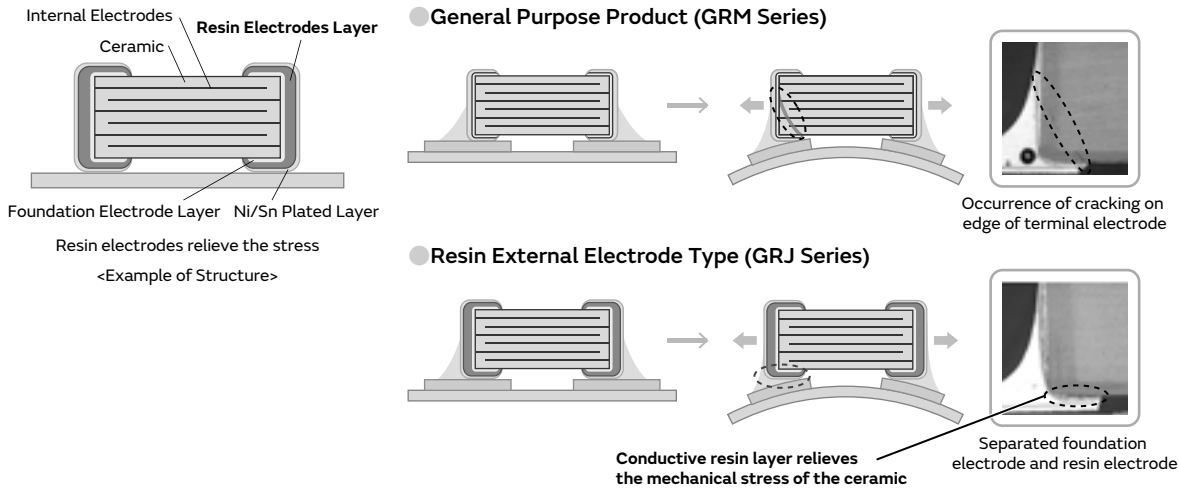 Internal Electrodes
Resin Electrodes Layer
Ceramic
Foundation Electrode Layer
Ni/Sn Plated Layer
Resin electrodes relieve the stress
<Example of Structure>
General Purpose Product (GRM Series)
Occurrence of cracking on
edge of terminal electrode
Resin External Electrode Type (GRJ Series)
Conductive resin layer relieves
the mechanical stress of the ceramic
Separated foundation
electrode and resin electrode